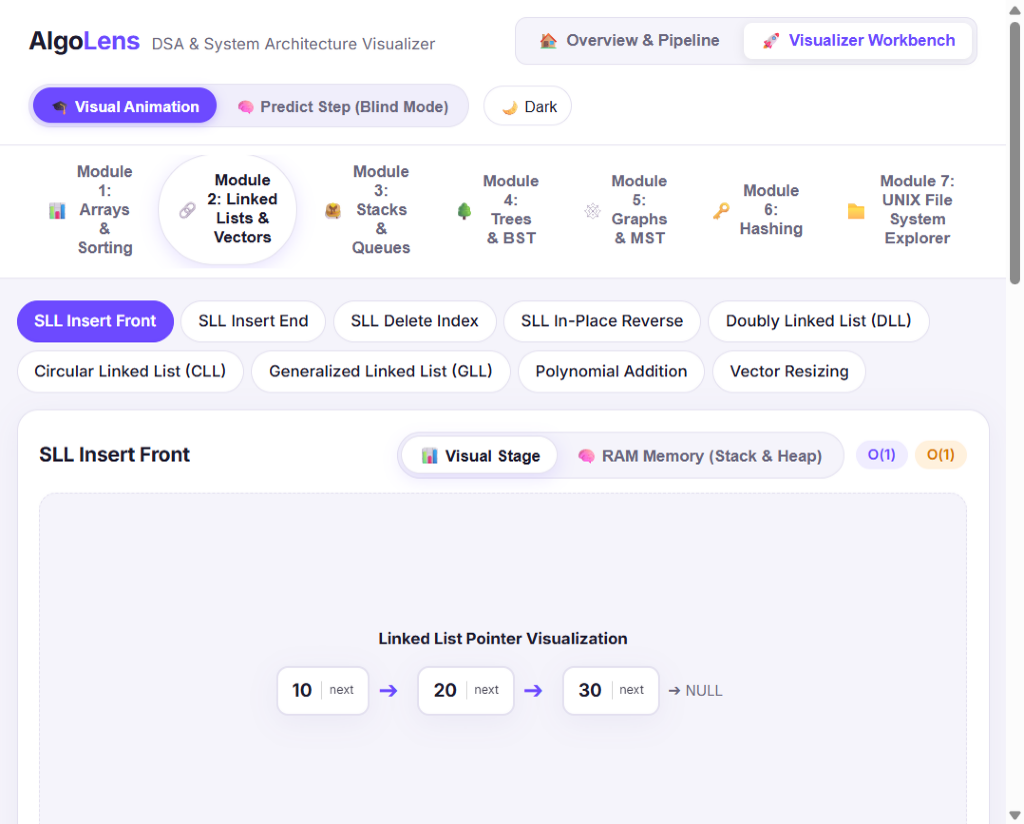 AlgoLens DSA & System Architecture Visualizer
Overview & Pipeline
Visualizer Workbench
Visual Animation
Predict Step (Blind Mode)
Dark
Module
1:
Arrays
&
Sorting
Module
2: Linked
Lists &
Vectors
Module
3:
Stacks
&
Queues
Module
4:
Trees
& BST
Module
5:
Graphs
& MST
Module
6:
Hashing
Module 7:
UNIX File
System
Explorer
SLL Insert Front
SLL Insert End
SLL Delete Index
SLL In-Place Reverse
Doubly Linked List (DLL)
Circular Linked List (CLL)
Generalized Linked List (GLL)
Polynomial Addition
Vector Resizing
SLL Insert Front
Visual Stage
RAM Memory (Stack & Heap)
O(1)
O(1)
Linked List Pointer Visualization
10 next ➔ 20 next ➔ 30 next → NULL